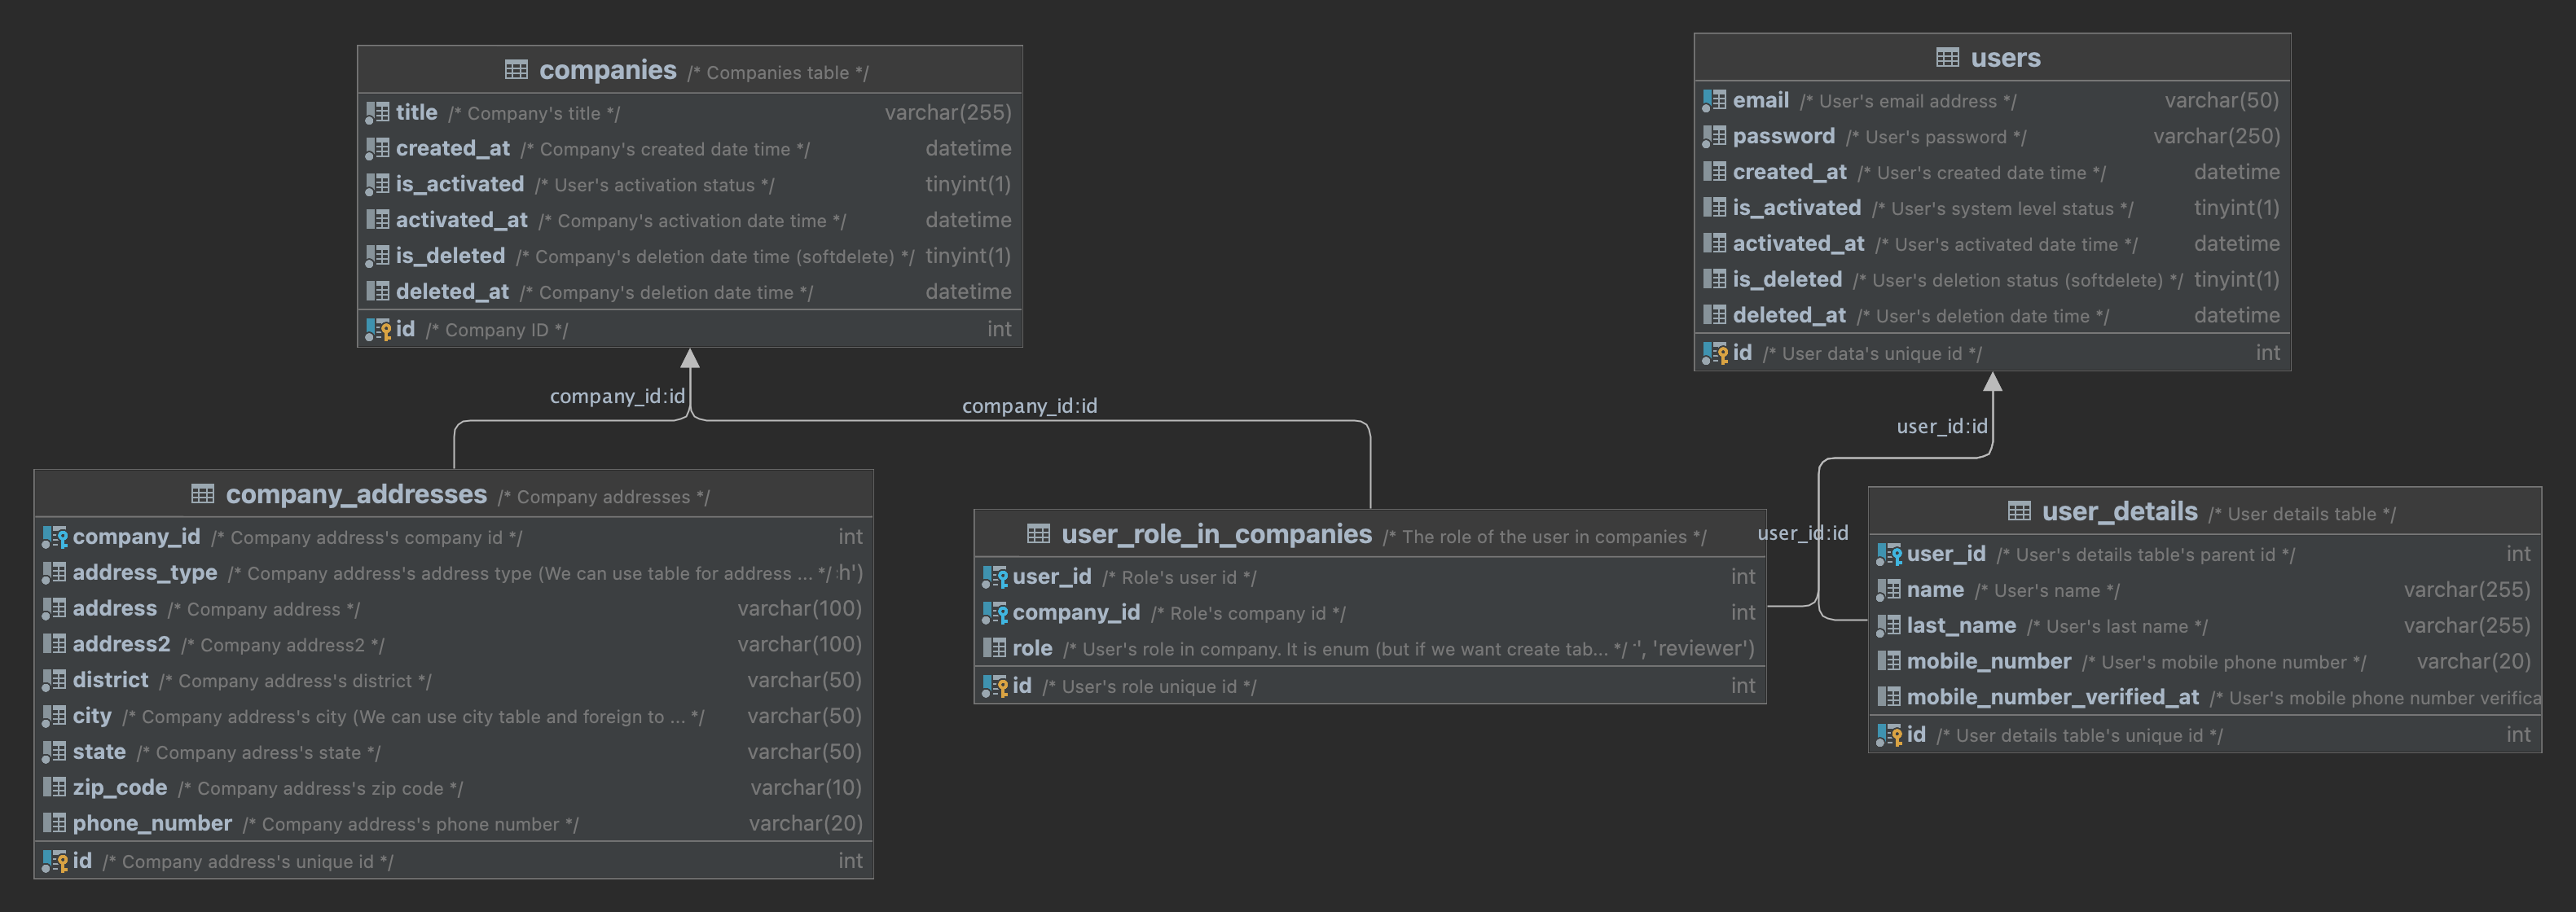 companies /* Companies table */
title /* Company's title */ varchar(255)
created_at /* Company's created date time */ datetime
is_activated /* User's activation status */ tinyint(1)
activated_at /* Company's activation date time */ datetime
is_deleted /* Company's deletion date time (softdelete) */ tinyint(1)
deleted_at /* Company's deletion date time */ datetime
id /* Company ID */ int
users
email /* User's email address */ varchar(50)
password /* User's password */ varchar(250)
created_at /* User's created date time */ datetime
is_activated /* User's system level status */ tinyint(1)
activated_at /* User's activated date time */ datetime
is_deleted /* User's deletion status (softdelete) */ tinyint(1)
deleted_at /* User's deletion date time */ datetime
id /* User data's unique id */ int
company_id:id
company_id:id
user_id:id
user_id:id
company_addresses /* Company addresses */
company_id /* Company address's company id */ int
address_type /* Company address's address type (We can use table for address ... */ :h')
address /* Company address */ varchar(100)
address2 /* Company address2 */ varchar(100)
district /* Company address's district */ varchar(50)
city /* Company address's city (We can use city table and foreign to ... */ varchar(50)
state /* Company adress's state */ varchar(50)
zip_code /* Company address's zip code */ varchar(10)
phone_number /* Company address's phone number */ varchar(20)
id /* Company address's unique id */ int
user_role_in_companies /* The role of the user in companies */
user_id /* Role's user id */ int
company_id /* Role's company id */ int
role /* User's role in company. It is enum (but if we want create tab... */ ', 'reviewer')
id /* User's role unique id */ int
user_details /* User details table */
user_id /* User's details table's parent id */ int
name /* User's name */ varchar(255)
last_name /* User's last name */ varchar(255)
mobile_number /* User's mobile phone number */ varchar(20)
mobile_number_verified_at /* User's mobile phone number verifica
id /* User details table's unique id */ int